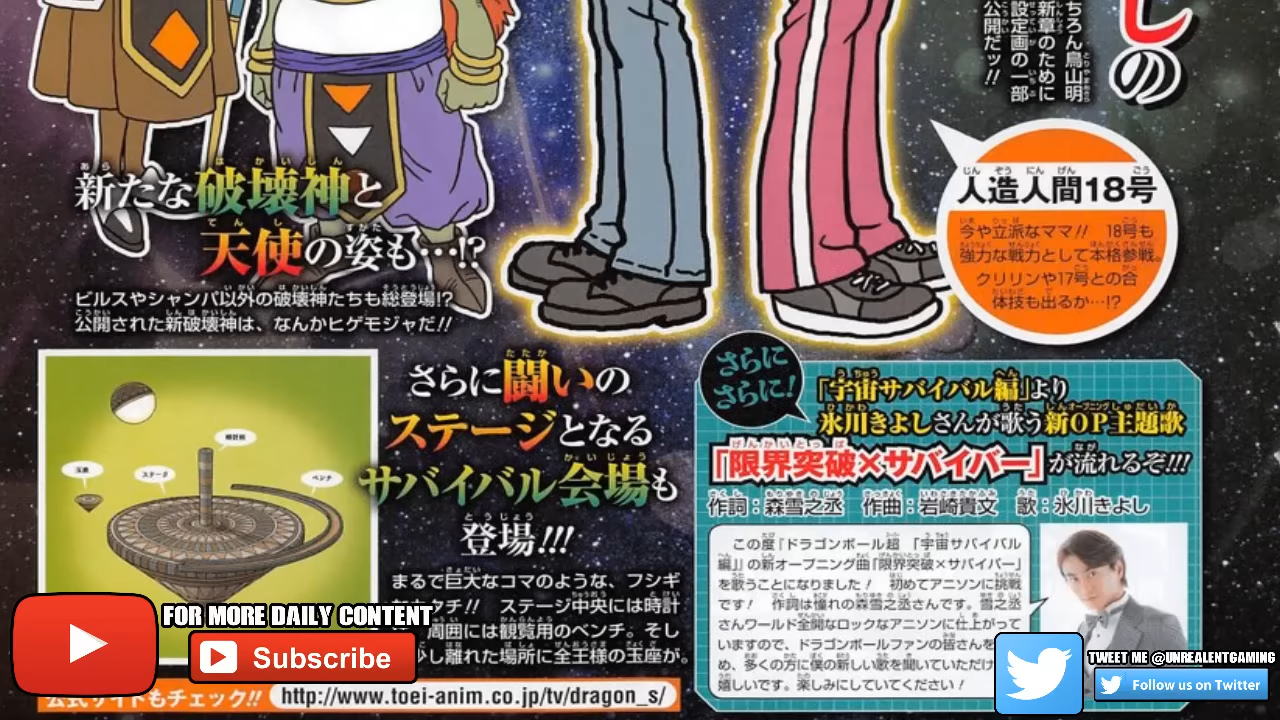 しの
ちろん鳥山明
新章のために
設定画の一部
公開だッ!!
新たな破壊神と
天使の姿も…!?
ビルスやシャンパ以外の破壊神たちも総登場!?
公開された新破壊神は、なんかヒゲモジャだ!!
人造人間18号
今や立派なママ!! 18号も
強力な戦力として本格参戦。
クリリンや17号との合
体技も出るか…!?
さらに闘いの
ステージとなる
サバイバル会場も
登場!!!
まるで巨大なコマのような、フシギ
なカタチ!! ステージ中央には時計
周囲には観覧用のベンチ。そし
少し離れた場所に全王様の玉座が。
時計柱
玉座
ステージ
ベンチ
さらに
さらに!
「宇宙サバイバル編」より
氷川きよしさんが歌う新OP主題歌
「限界突破×サバイバー」が流れるぞ!!!
作詞:森雪之丞 作曲:岩崎貴文 歌:氷川きよし
この度『ドラゴンボール超 「宇宙サバイバル
編」』の新オープニング曲『限界突破×サバイバー』
を歌うことになりました! 初めてアニソンに挑戦
です! 作詞は憧れの森雪之丞さんです。雪之丞
さんワールド全開なロックなアニソンに仕上がって
いますので、ドラゴンボールファンの皆さんを
め、多くの方に僕の新しい歌を聞いていただけ
嬉しいです。楽しみにしていてください!
公式サイトもチェック!! http://www.toei-anim.co.jp/tv/dragon_s/
FOR MORE DAILY CONTENT
Subscribe
TWEET ME @UNREALENTGAMING
Follow us on Twitter